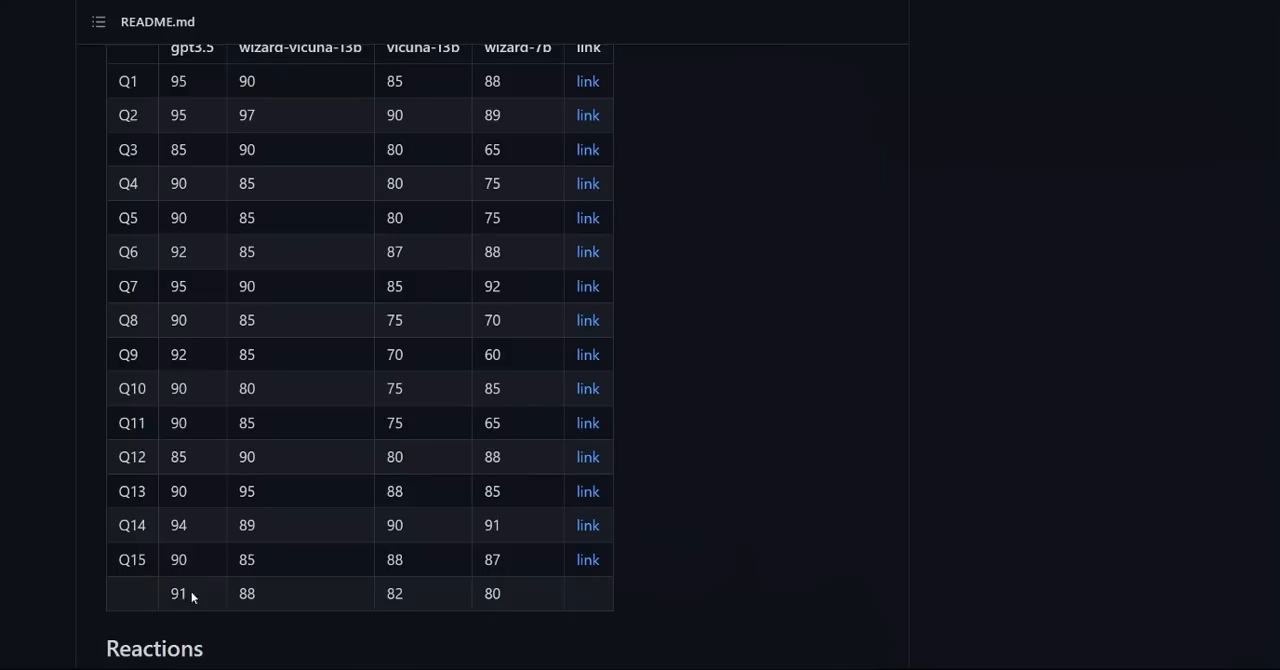 README.md
gpt3.5 wizard-vicuna-13b vicuna-13b wizard-7b link
Q1 95 90 85 88 link
Q2 95 97 90 89 link
Q3 85 90 80 65 link
Q4 90 85 80 75 link
Q5 90 85 80 75 link
Q6 92 85 87 88 link
Q7 95 90 85 92 link
Q8 90 85 75 70 link
Q9 92 85 70 60 link
Q10 90 80 75 85 link
Q11 90 85 75 65 link
Q12 85 90 80 88 link
Q13 90 95 88 85 link
Q14 94 89 90 91 link
Q15 90 85 88 87 link
91 88 82 80
Reactions